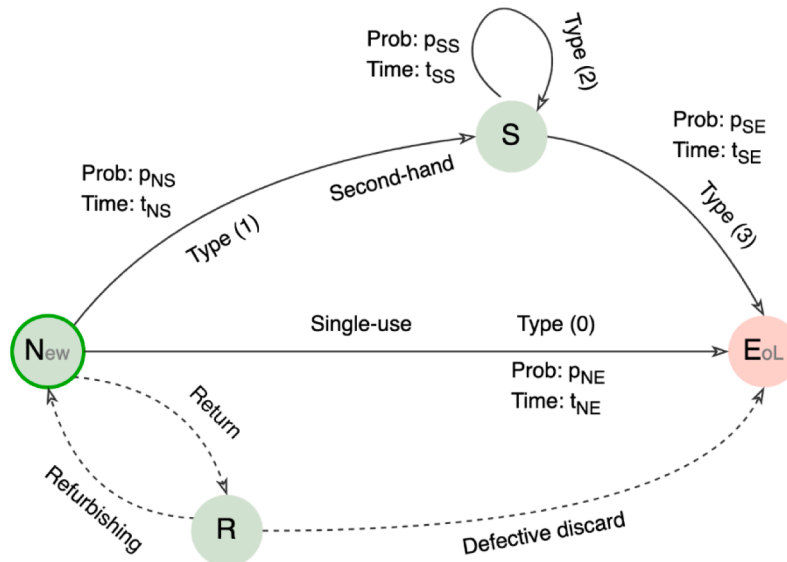 Prob: pSS
Time: tSS
Type (2)
S
Prob: pSE
Time: tSE
Prob: pNS
Time: tNS
Second-hand
Type (1)
Type (3)
New
Single-use
Type (0)
EoL
Prob: pNE
Time: tNE
Return
Refurbishing
R
Defective discard